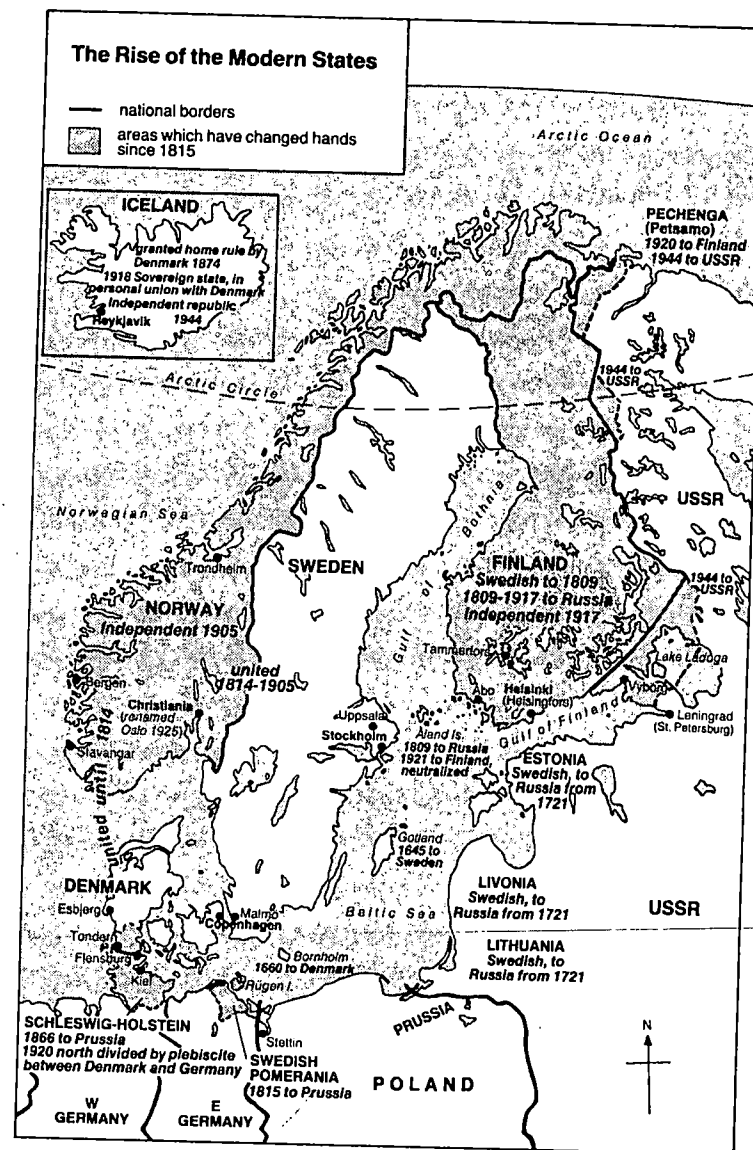 The Rise of the Modern States
national borders
areas which have changed hands
since 1815
Arctic Ocean
ICELAND
granted home rule by
Denmark 1874
1918 Sovereign state, in
personal union with Denmark
Independent republic
1944
Reykjavik
PECHENGA
(Petsamo)
1920 to Finland
1944 to USSR
Arctic Circle
1944 to
USSR
Norwegian Sea
USSR
Trondheim
SWEDEN
Gulf of Bothnia
FINLAND
Swedish to 1809
1809-1917 to Russia
Independent 1917
1944 to
USSR
NORWAY
Independent 1905
Tammerfors
Lake Ladoga
united
1814-1905
Bergen
Christiania
(renamed
Oslo 1925)
Uppsala
Stockholm
Åbo
Helsinki
(Helsingfors)
Vyborg
Gulf of Finland
Leningrad
(St. Petersburg)
Åland Is.
1809 to Russia
1921 to Finland,
neutralized
Stavangar
united until 1814
ESTONIA
Swedish, to
Russia from
1721
Gotland
1645 to
Sweden
DENMARK
LIVONIA
Swedish, to
Russia from 1721
USSR
Esbjerg
Malmo
Copenhagen
Baltic Sea
Tondern
Flensburg
Kiel
Bornholm
1660 to Denmark
Rügen I.
LITHUANIA
Swedish, to
Russia from 1721
PRUSSIA
N
SCHLESWIG-HOLSTEIN
1866 to Prussia
1920 north divided by plebiscite
between Denmark and Germany
Stettin
SWEDISH
POMERANIA
1815 to Prussia
POLAND
W
GERMANY
E
GERMANY